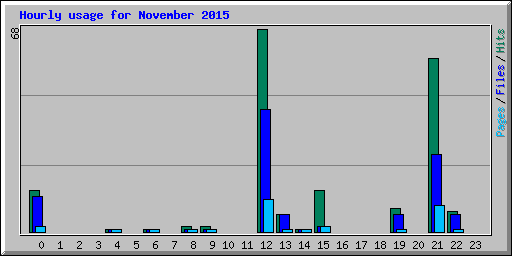 Hourly usage for November 2015
68
Pages/Files/Hits
0 1 2 3 4 5 6 7 8 9 10 11 12 13 14 15 16 17 18 19 20 21 22 23